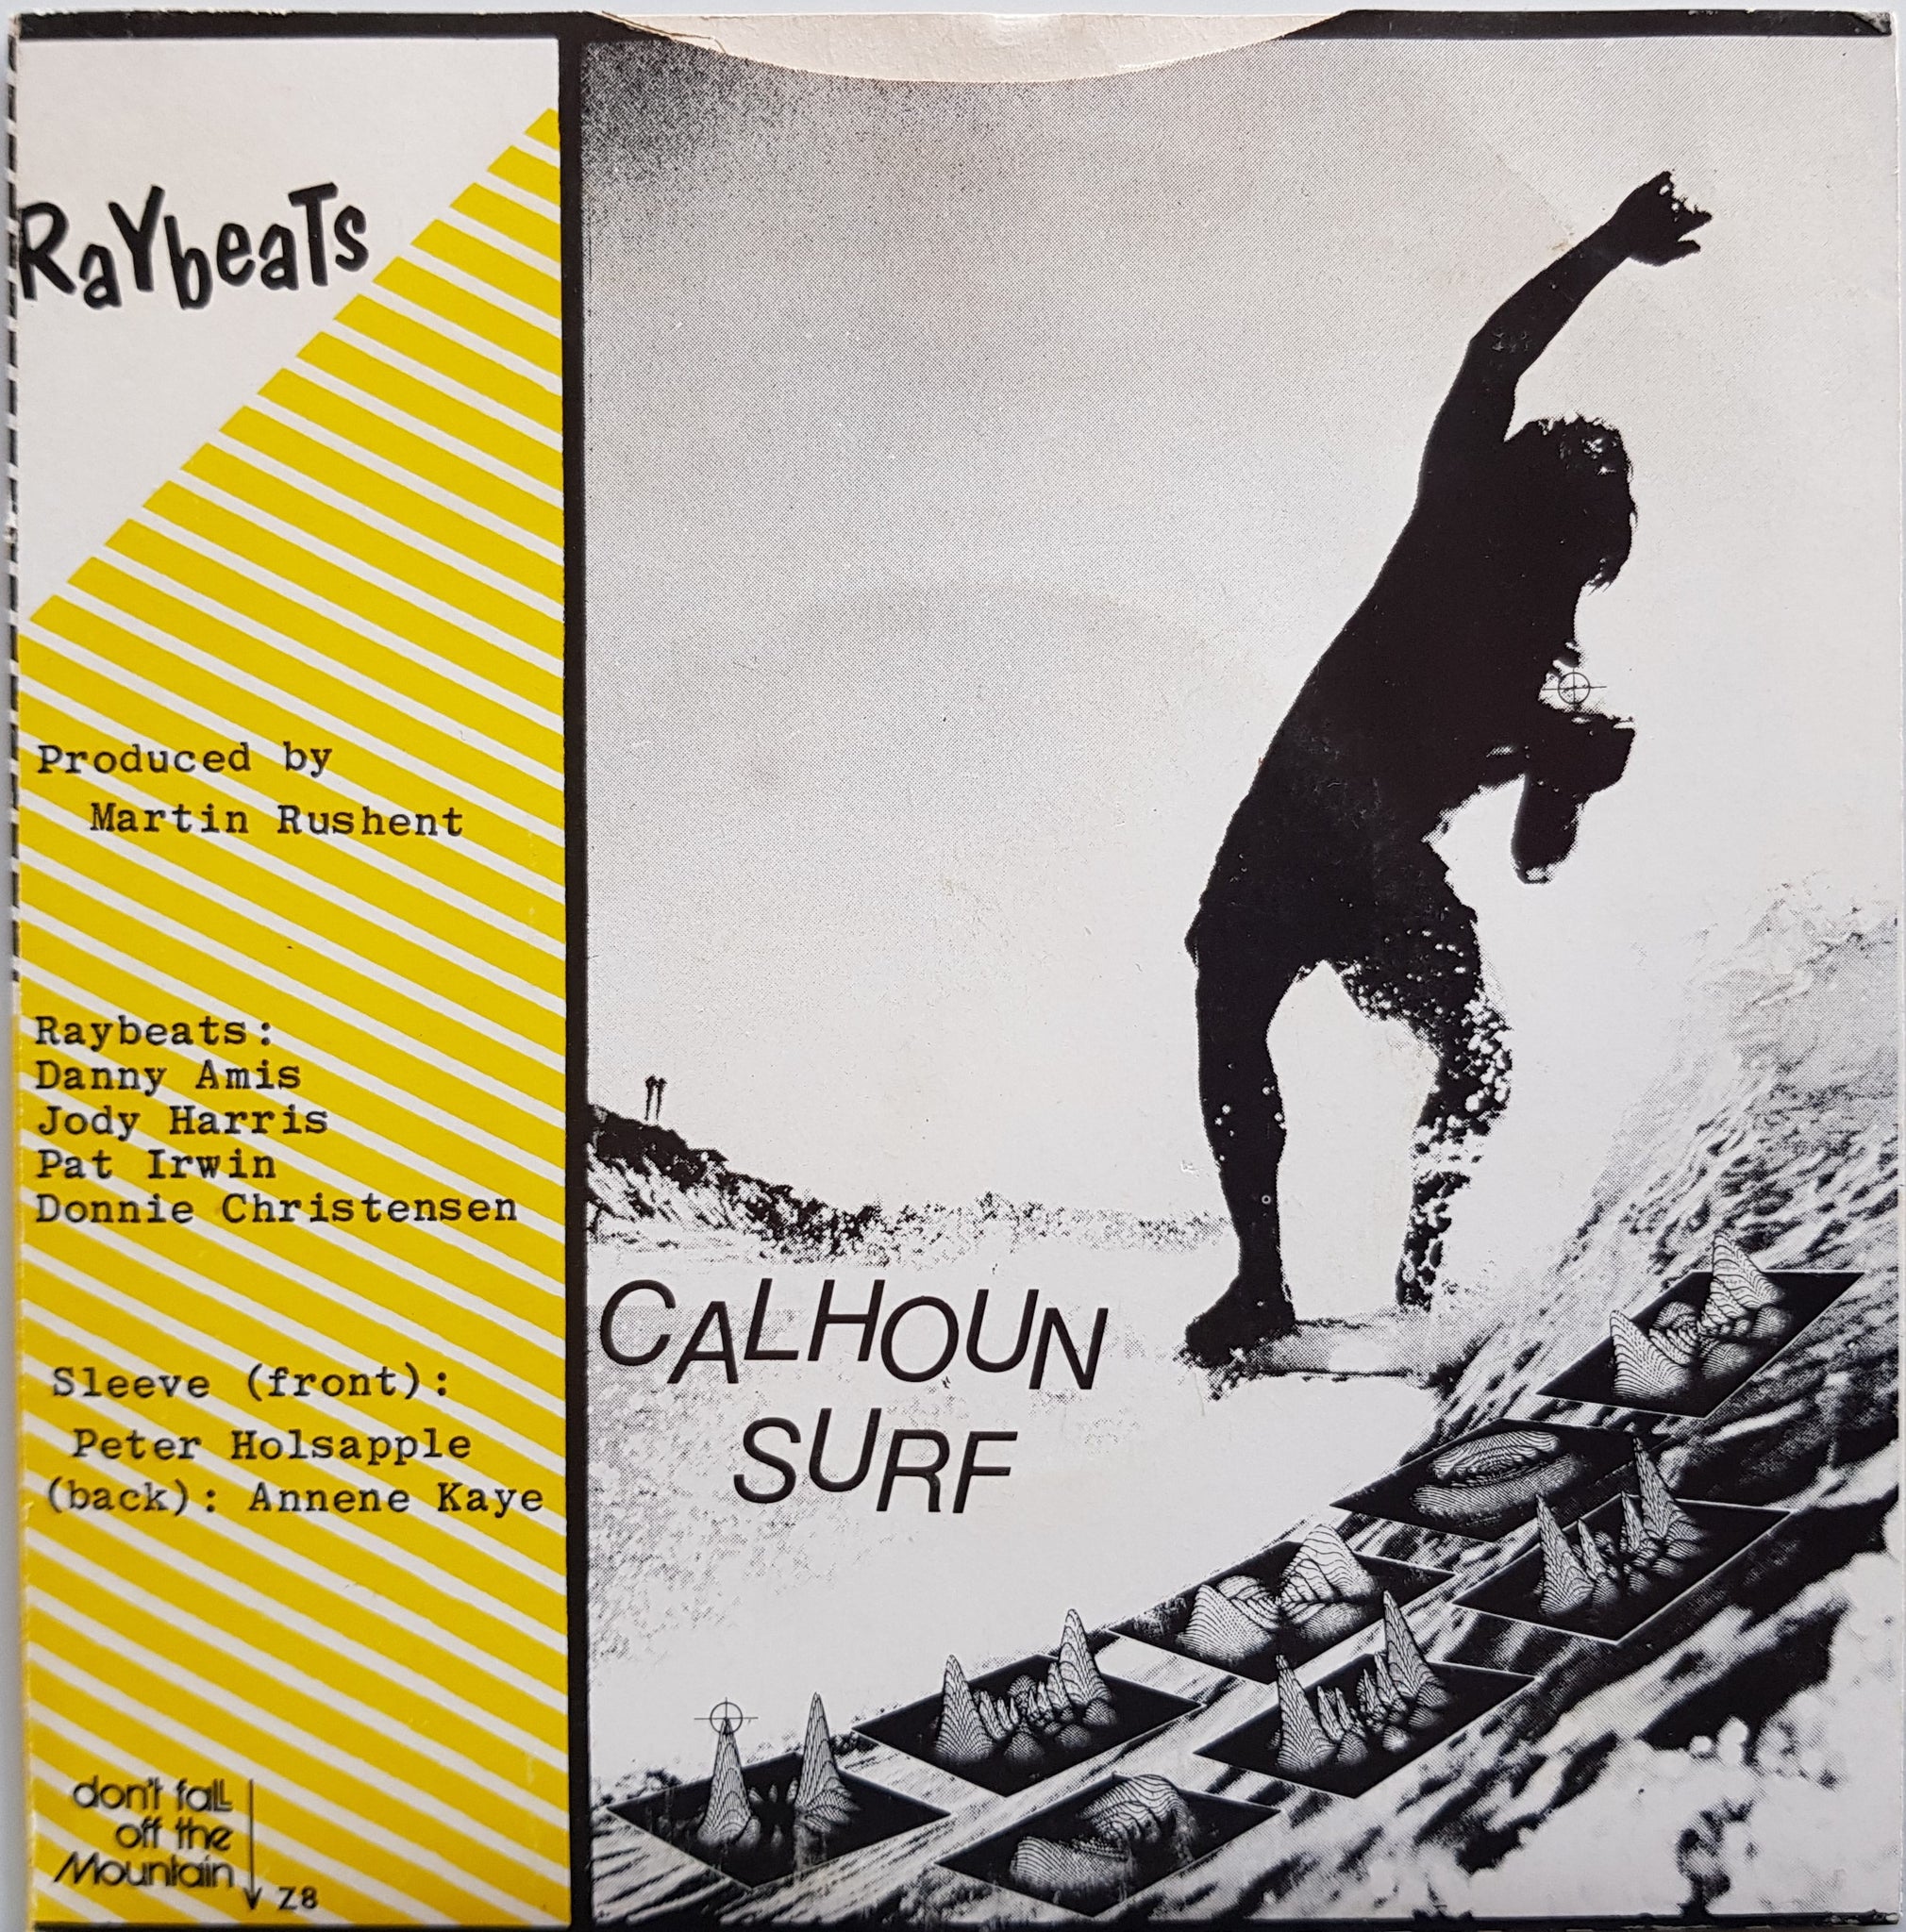 RaYbeaTs
Produced by
Martin Rushent
Raybeats:
Danny Amis
Jody Harris
Pat Irwin
Donnie Christensen
Sleeve (front):
Peter Holsapple
(back): Annene Kaye
don't fall
off the
Mountain
Z8
CALHOUN
SURF